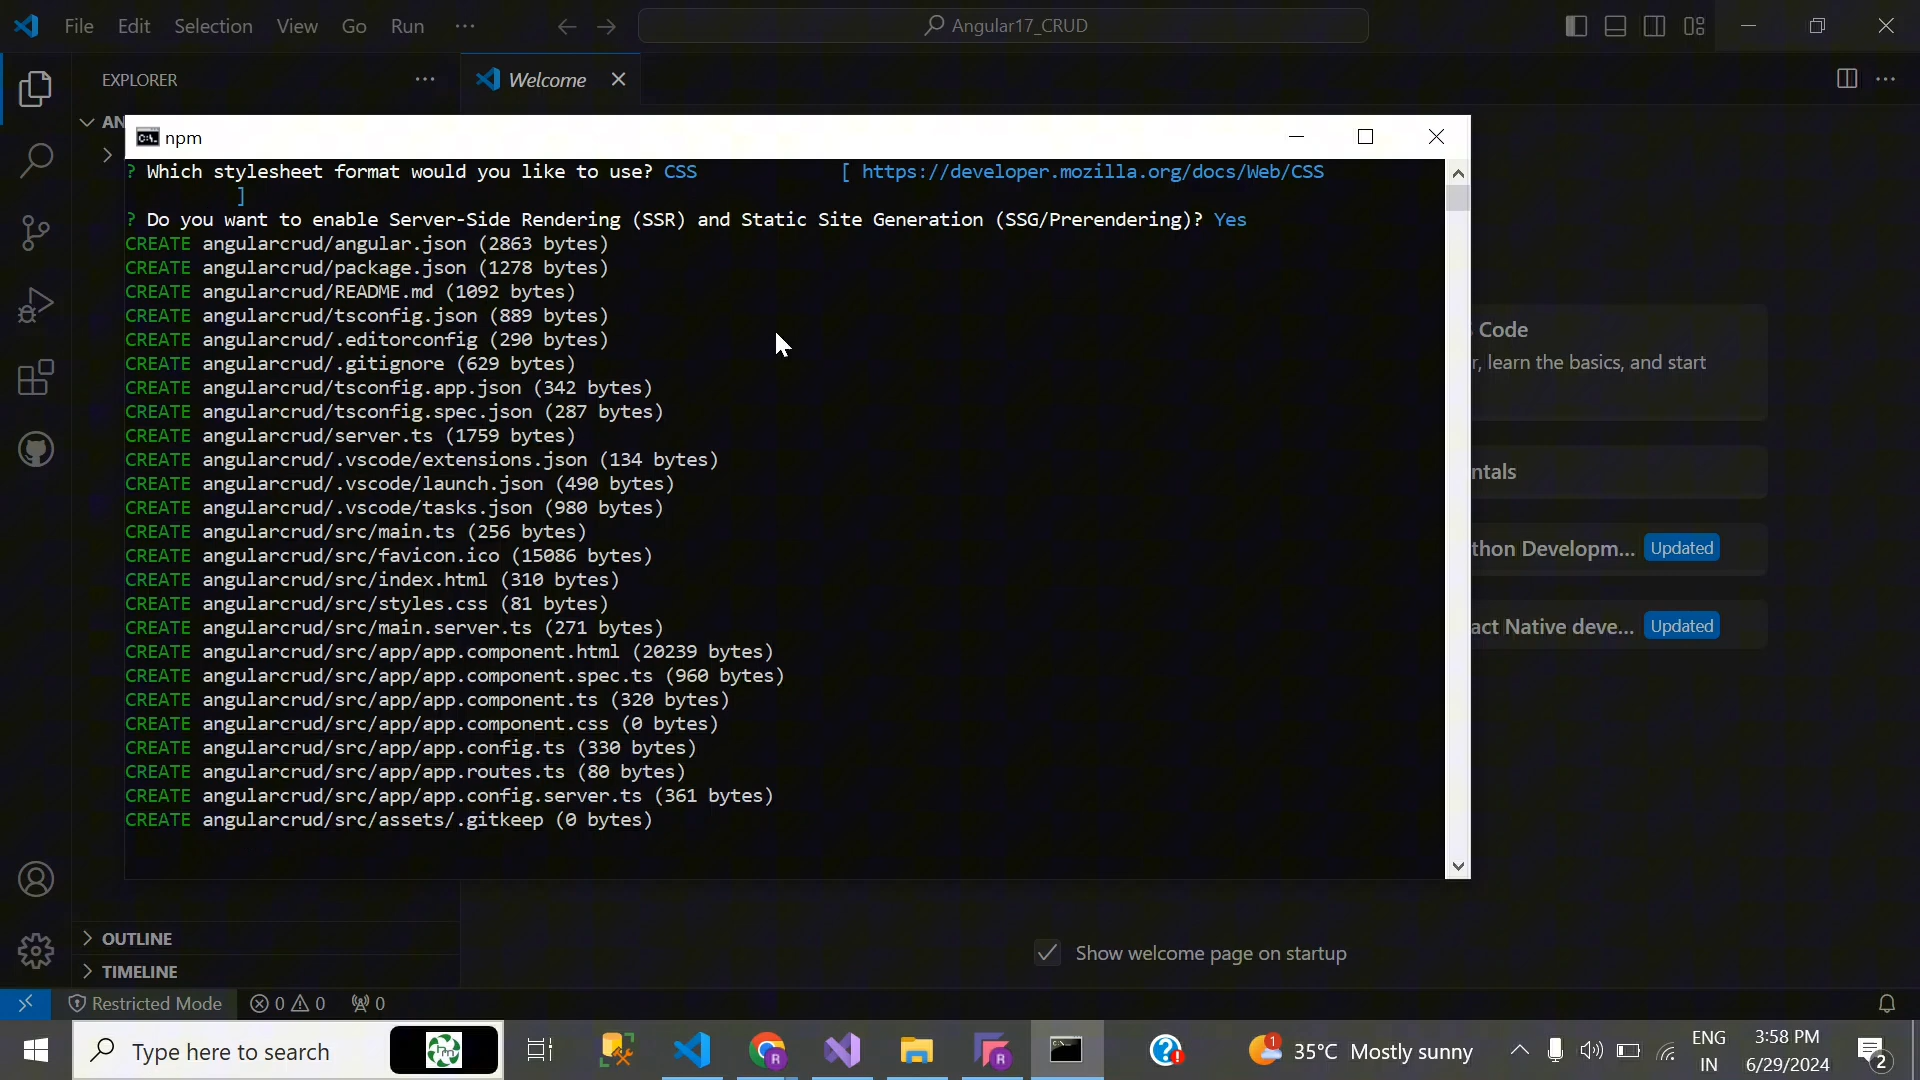 File Edit Selection View Go Run ···
Angular17_CRUD
EXPLORER ···
Welcome
AN
npm
? Which stylesheet format would you like to use? CSS [ https://developer.mozilla.org/docs/Web/CSS
]
? Do you want to enable Server-Side Rendering (SSR) and Static Site Generation (SSG/Prerendering)? Yes
CREATE angularcrud/angular.json (2863 bytes)
CREATE angularcrud/package.json (1278 bytes)
CREATE angularcrud/README.md (1092 bytes)
CREATE angularcrud/tsconfig.json (889 bytes)
CREATE angularcrud/.editorconfig (290 bytes)
CREATE angularcrud/.gitignore (629 bytes)
CREATE angularcrud/tsconfig.app.json (342 bytes)
CREATE angularcrud/tsconfig.spec.json (287 bytes)
CREATE angularcrud/server.ts (1759 bytes)
CREATE angularcrud/.vscode/extensions.json (134 bytes)
CREATE angularcrud/.vscode/launch.json (490 bytes)
CREATE angularcrud/.vscode/tasks.json (980 bytes)
CREATE angularcrud/src/main.ts (256 bytes)
CREATE angularcrud/src/favicon.ico (15086 bytes)
CREATE angularcrud/src/index.html (310 bytes)
CREATE angularcrud/src/styles.css (81 bytes)
CREATE angularcrud/src/main.server.ts (271 bytes)
CREATE angularcrud/src/app/app.component.html (20239 bytes)
CREATE angularcrud/src/app/app.component.spec.ts (960 bytes)
CREATE angularcrud/src/app/app.component.ts (320 bytes)
CREATE angularcrud/src/app/app.component.css (0 bytes)
CREATE angularcrud/src/app/app.config.ts (330 bytes)
CREATE angularcrud/src/app/app.routes.ts (80 bytes)
CREATE angularcrud/src/app/app.config.server.ts (361 bytes)
CREATE angularcrud/src/assets/.gitkeep (0 bytes)
Code
r, learn the basics, and start
ntals
thon Developm... Updated
act Native deve... Updated
OUTLINE
TIMELINE
Show welcome page on startup
Restricted Mode 0 0 0
Type here to search
1 35°C Mostly sunny
ENG
IN
3:58 PM
6/29/2024
2